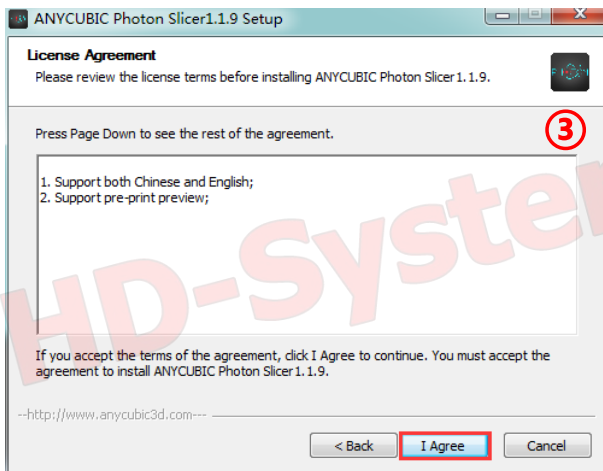 ANYCUBIC Photon Slicer1.1.9 Setup
License Agreement
Please review the license terms before installing ANYCUBIC Photon Slicer1.1.9.
③
Press Page Down to see the rest of the agreement.
1. Support both Chinese and English;
2. Support pre-print preview;
HD-System
If you accept the terms of the agreement, click I Agree to continue. You must accept the
agreement to install ANYCUBIC Photon Slicer1.1.9.
--http://www.anycubic3d.com---
< Back
I Agree
Cancel